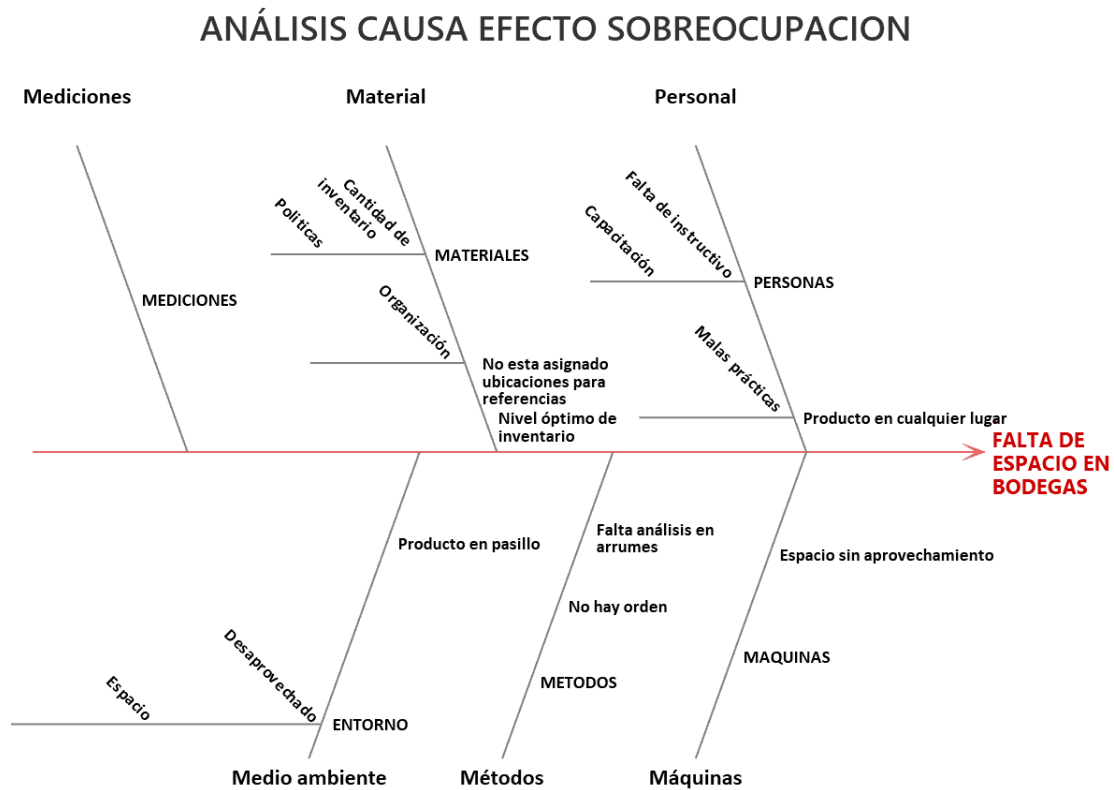 ANÁLISIS CAUSA EFECTO SOBREOCUPACION
Mediciones
Material
Personal
MEDICIONES
Politicas
Cantidad de
inventario
MATERIALES
Organización
No esta asignado
ubicaciones para
referencias
Nivel óptimo de
inventario
Capacitación
Falta de instructivo
PERSONAS
Malas prácticas
Producto en cualquier lugar
FALTA DE
ESPACIO EN
BODEGAS
Producto en pasillo
Espacio
Desaprovechado
ENTORNO
Falta análisis en
arrumes
No hay orden
METODOS
Espacio sin aprovechamiento
MAQUINAS
Medio ambiente
Métodos
Máquinas